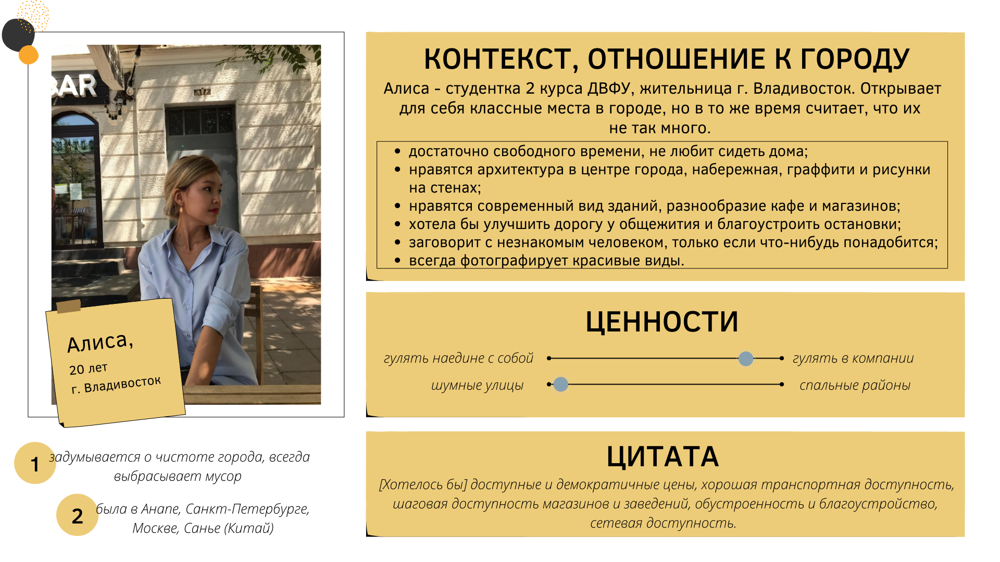 BAR
Алиса,
20 лет
г. Владивосток
1
задумывается о чистоте города, всегда
выбрасывает мусор
2
была в Анапе, Санкт-Петербурге,
Москве, Санье (Китай)
КОНТЕКСТ, ОТНОШЕНИЕ К ГОРОДУ
Алиса - студентка 2 курса ДВФУ, жительница г. Владивосток. Открывает
для себя классные места в городе, но в то же время считает, что их
не так много.
• достаточно свободного времени, не любит сидеть дома;
• нравятся архитектура в центре города, набережная, граффити и рисунки
на стенах;
• нравятся современный вид зданий, разнообразие кафе и магазинов;
• хотела бы улучшить дорогу у общежития и благоустроить остановки;
• заговорит с незнакомым человеком, только если что-нибудь понадобится;
• всегда фотографирует красивые виды.
ЦЕННОСТИ
гулять наедине с собой гулять в компании
шумные улицы спальные районы
ЦИТАТА
[Хотелось бы] доступные и демократичные цены, хорошая транспортная доступность,
шаговая доступность магазинов и заведений, обустроенность и благоустройство,
сетевая доступность.